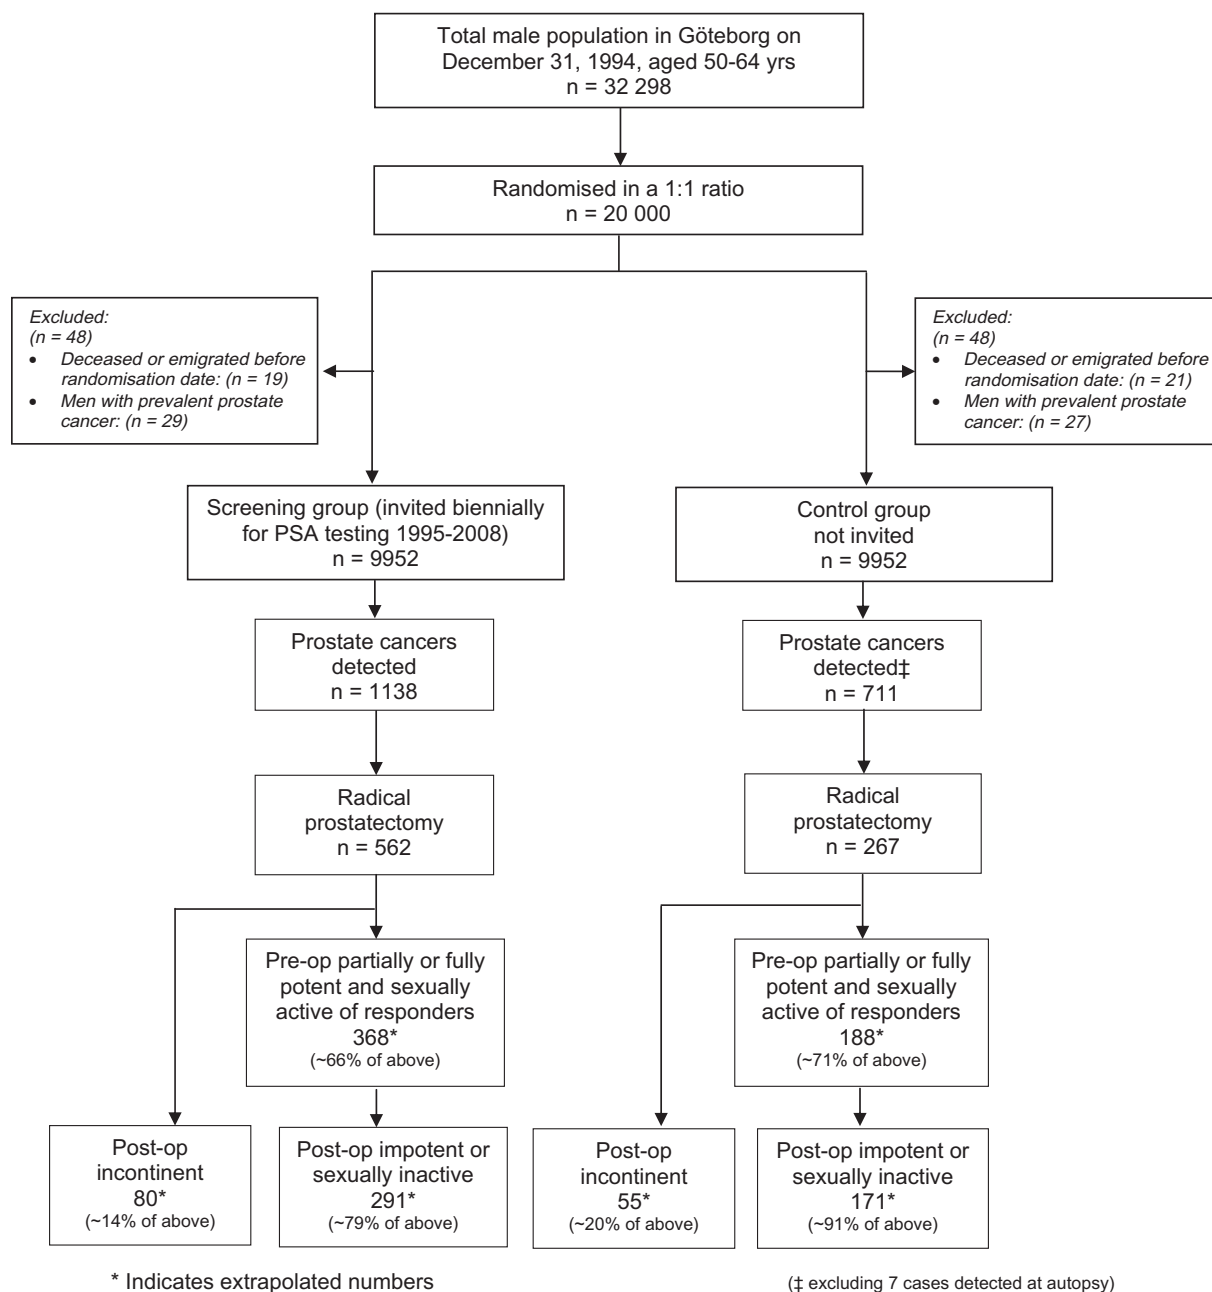 Total male population in Göteborg on
December 31, 1994, aged 50-64 yrs
n = 32 298
Randomised in a 1:1 ratio
n = 20 000
Excluded:
(n = 48)
• Deceased or emigrated before
randomisation date: (n = 19)
• Men with prevalent prostate
cancer: (n = 29)
Excluded:
(n = 48)
• Deceased or emigrated before
randomisation date: (n = 21)
• Men with prevalent prostate
cancer: (n = 27)
Screening group (invited biennially
for PSA testing 1995-2008)
n = 9952
Control group
not invited
n = 9952
Prostate cancers
detected
n = 1138
Prostate cancers
detected‡
n = 711
Radical
prostatectomy
n = 562
Radical
prostatectomy
n = 267
Pre-op partially or fully
potent and sexually
active of responders
368*
(~66% of above)
Pre-op partially or fully
potent and sexually
active of responders
188*
(~71% of above)
Post-op
incontinent
80*
(~14% of above)
Post-op impotent or
sexually inactive
291*
(~79% of above)
Post-op
incontinent
55*
(~20% of above)
Post-op impotent or
sexually inactive
171*
(~91% of above)
* Indicates extrapolated numbers
(‡ excluding 7 cases detected at autopsy)